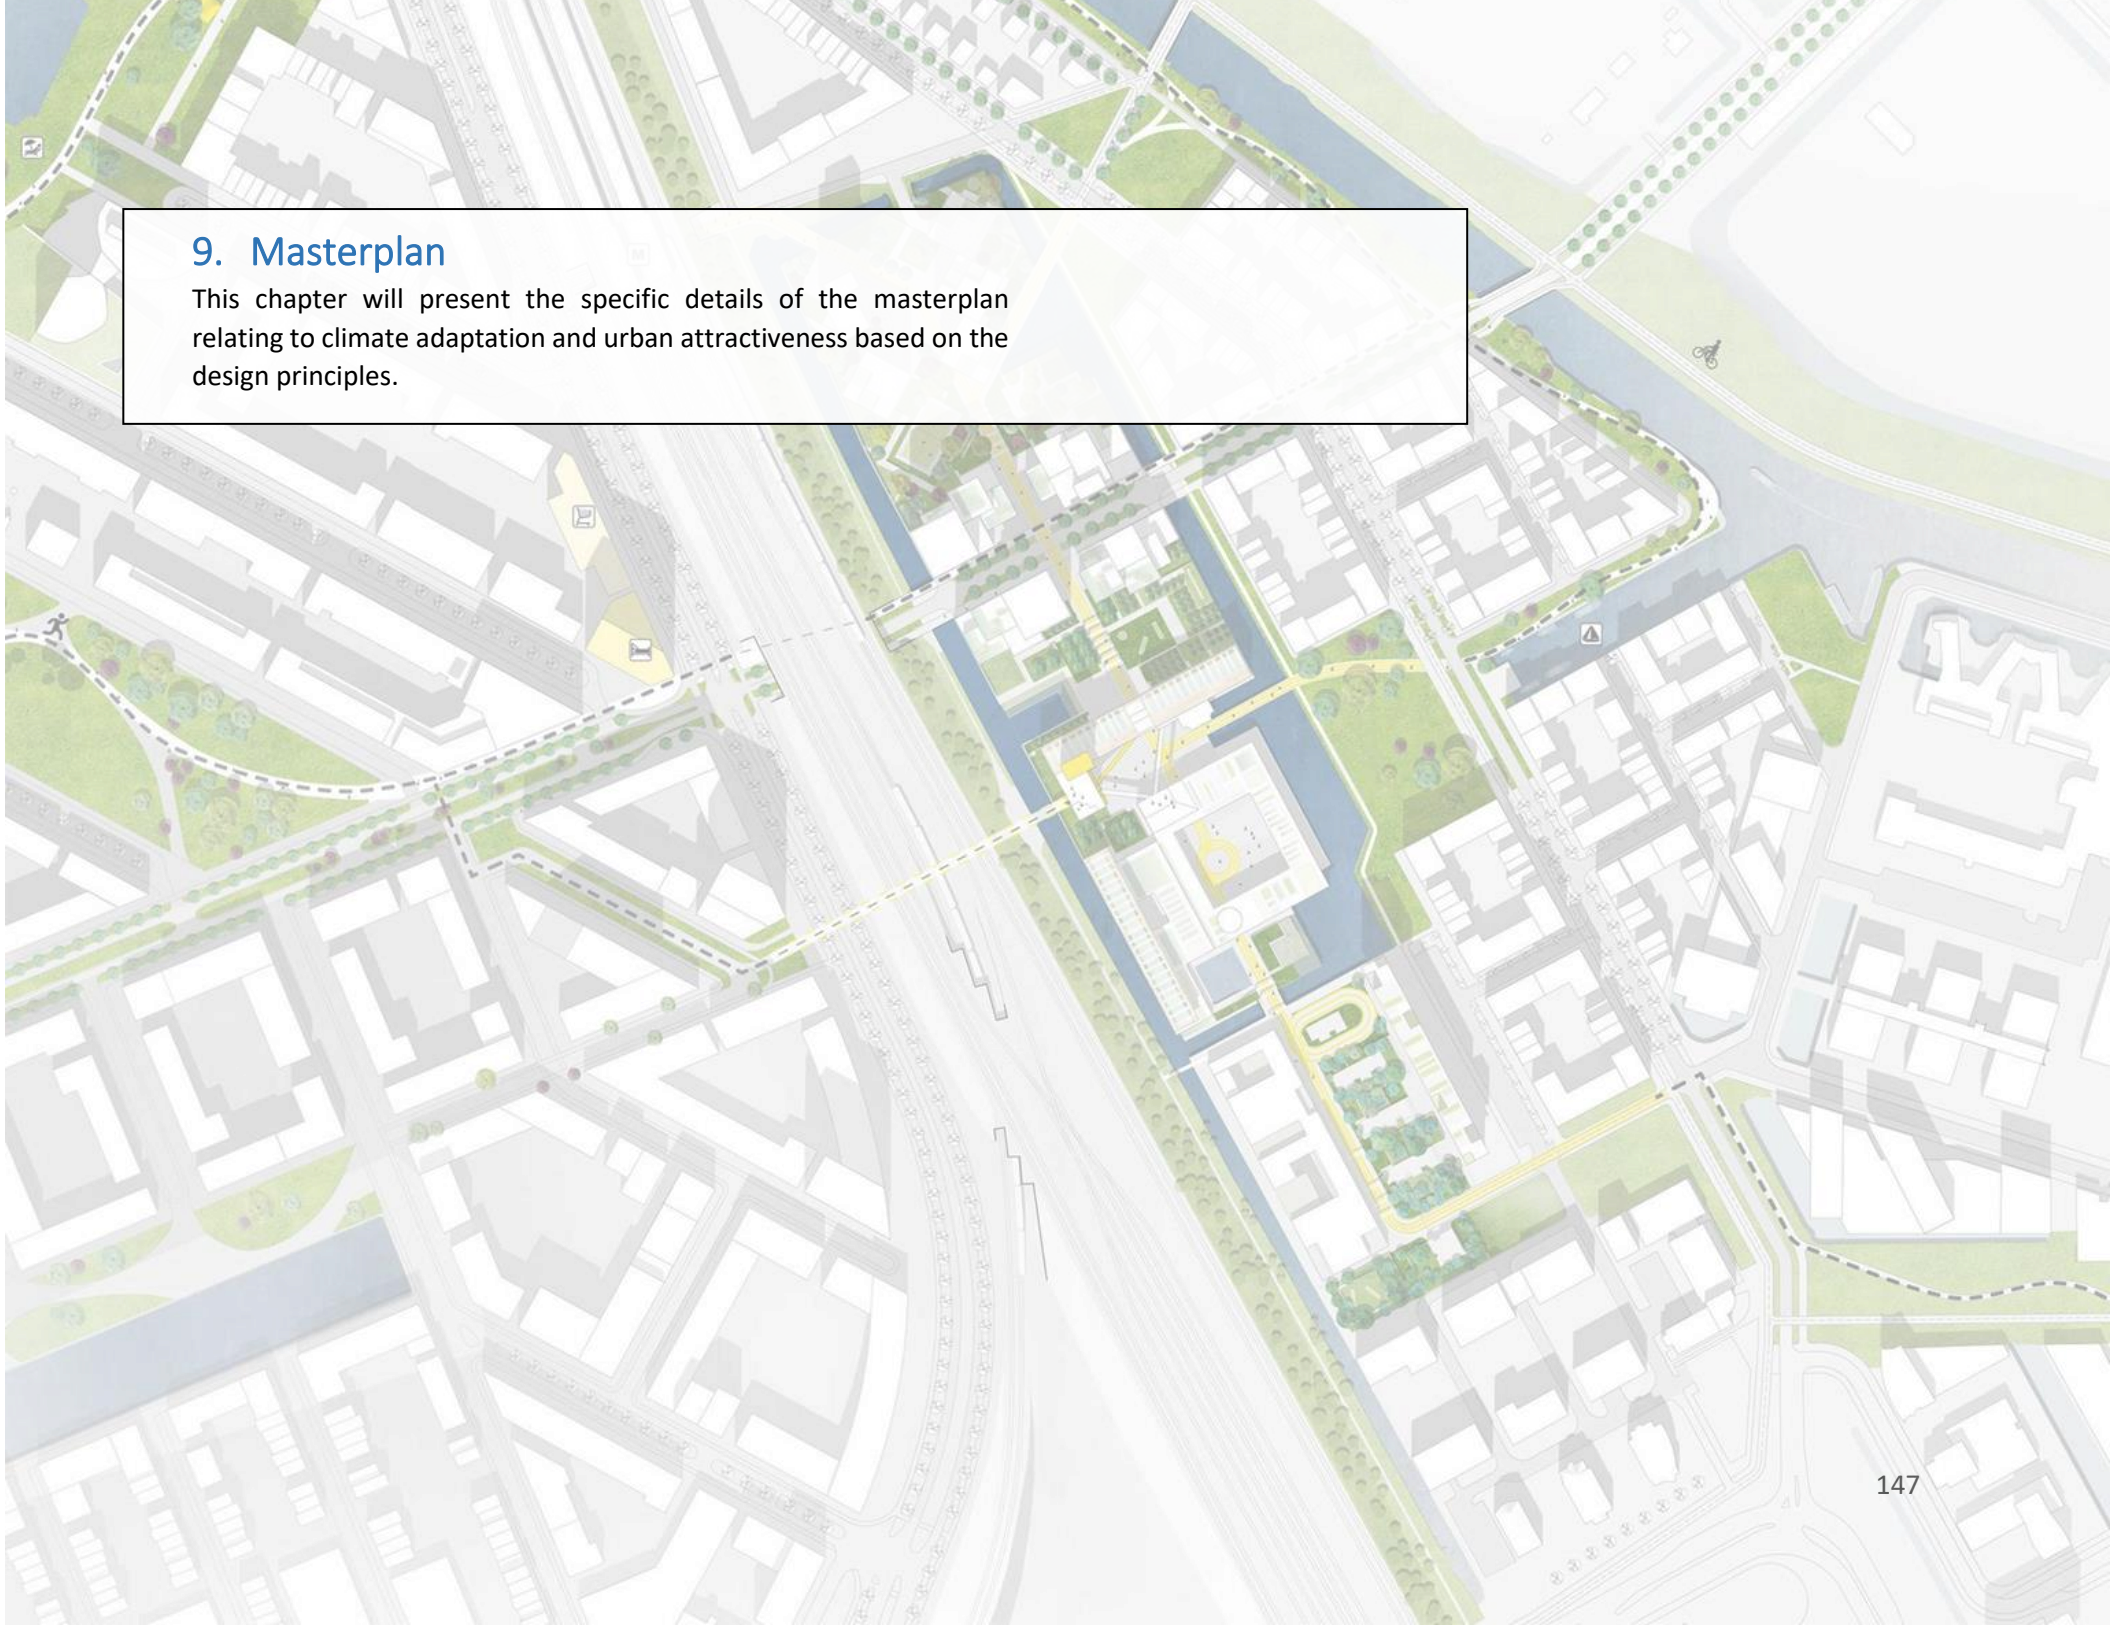 9. Masterplan
This chapter will present the specific details of the masterplan
relating to climate adaptation and urban attractiveness based on the
design principles.
M
147